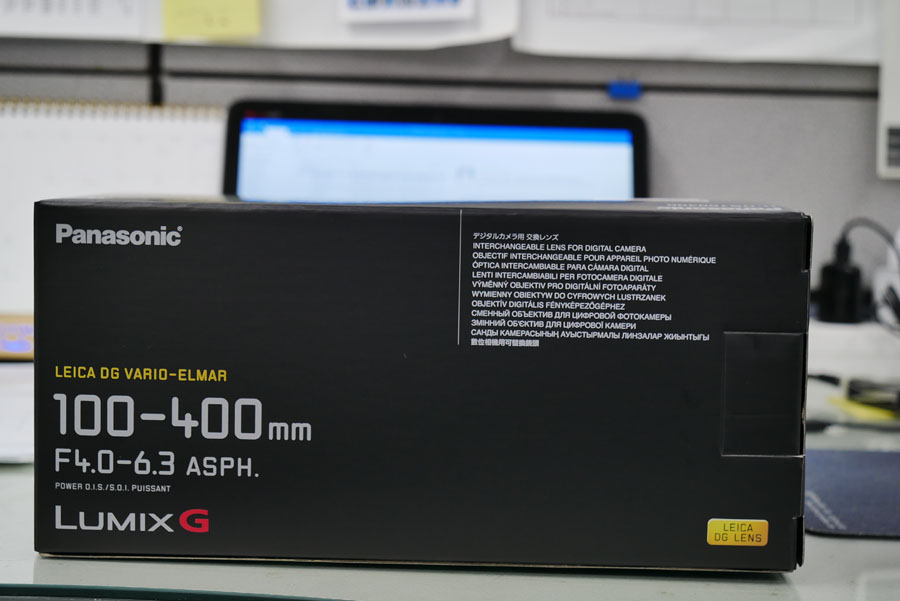 Panasonic
デジタルカメラ用 交換レンズ
INTERCHANGEABLE LENS FOR DIGITAL CAMERA
OBJECTIF INTERCHANGEABLE POUR APPAREIL PHOTO NUMÉRIQUE
ÓPTICA INTERCAMBIABLE PARA CÁMARA DIGITAL
LENTI INTERCAMBIABILI PER FOTOCAMERA DIGITALE
VÝMĚNNÝ OBJEKTIV PRO DIGITÁLNÍ FOTOAPARÁTY
WYMIENNY OBIEKTYW DO CYFROWYCH LUSTRZANEK
OBJEKTÍV DIGITÁLIS FÉNYKÉPEZŐGÉPHEZ
СМЕННЫЙ ОБЪЕКТИВ ДЛЯ ЦИФРОВОЙ ФОТОКАМЕРЫ
ЗМІННИЙ ОБ'ЄКТИВ ДЛЯ ЦИФРОВОЇ КАМЕРИ
САНДЫ КАМЕРАСЫНЫҢ АУЫСТЫРМАЛЫ ЛИНЗАЛАР ЖИЫНТЫҒЫ
數位相機用可替換鏡頭
LEICA DG VARIO-ELMAR
100-400mm
F4.0-6.3 ASPH.
POWER O.I.S./S.O.I. PUISSANT
LUMIX G
LEICA
DG LENS